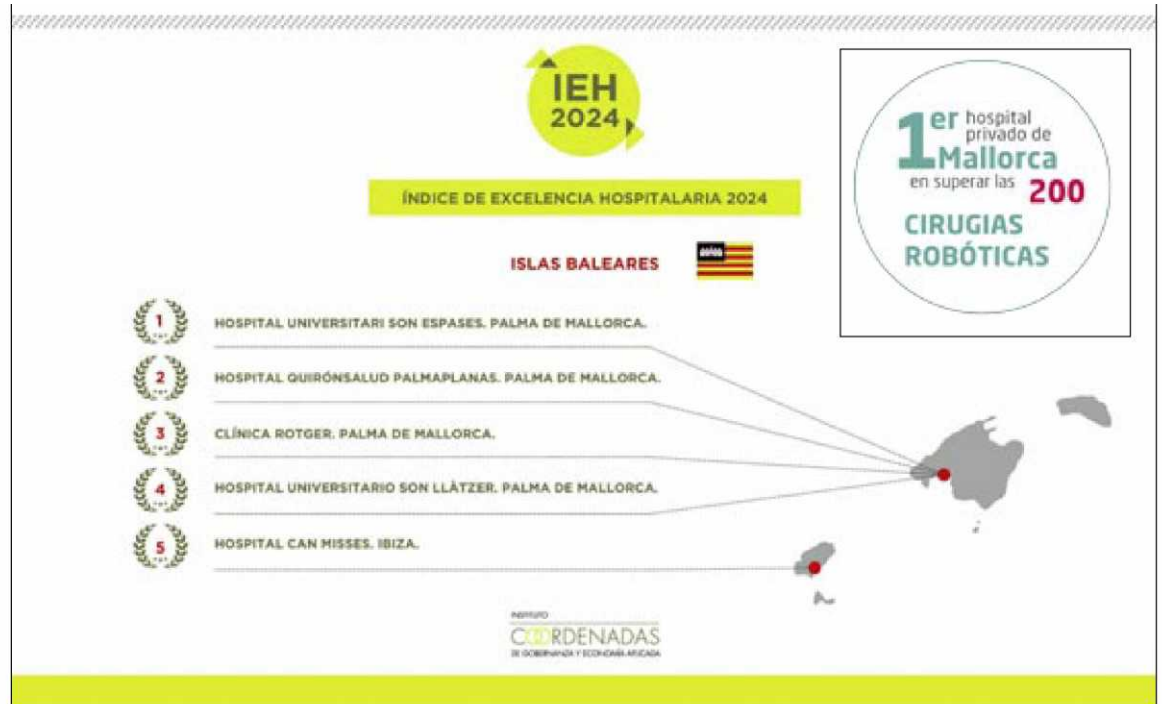 IEH
2024
ÍNDICE DE EXCELENCIA HOSPITALARIA 2024
ISLAS BALEARES
1er hospital
privado de
Mallorca
en superar las 200
CIRUGIAS
ROBÓTICAS
1 HOSPITAL UNIVERSITARI SON ESPASES. PALMA DE MALLORCA.
2 HOSPITAL QUIRÓNSALUD PALMAPLANAS. PALMA DE MALLORCA.
3 CLÍNICA ROTGER. PALMA DE MALLORCA.
4 HOSPITAL UNIVERSITARIO SON LLÀTZER. PALMA DE MALLORCA.
5 HOSPITAL CAN MISSES. IBIZA.
INSTITUTO
COORDENADAS
DE GOBERNANZA Y ECONOMÍA APLICADA